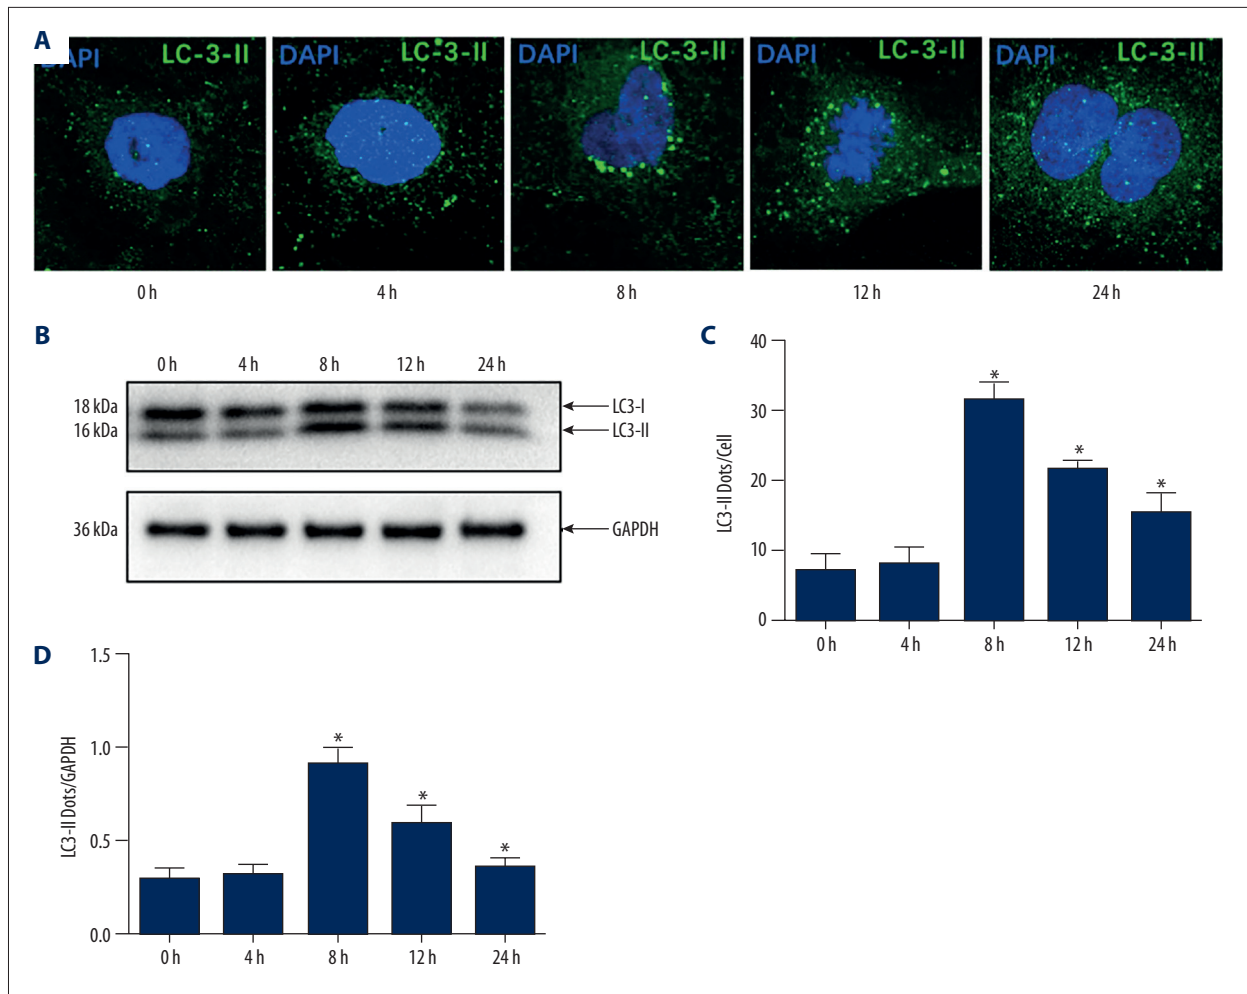 A
DAPI LC-3-II
DAPI LC-3-II
DAPI LC-3-II
DAPI LC-3-II
DAPI LC-3-II
0 h 4 h 8 h 12 h 24 h
B
0 h 4 h 8 h 12 h 24 h
18 kDa LC3-I
16 kDa LC3-II
36 kDa GAPDH
C
LC3-II Dots/Cell
40
30
20
10
0
* * *
0 h 4 h 8 h 12 h 24 h
D
LC3-II Dots/GAPDH
1.5
1.0
0.5
0.0
* * *
0 h 4 h 8 h 12 h 24 h